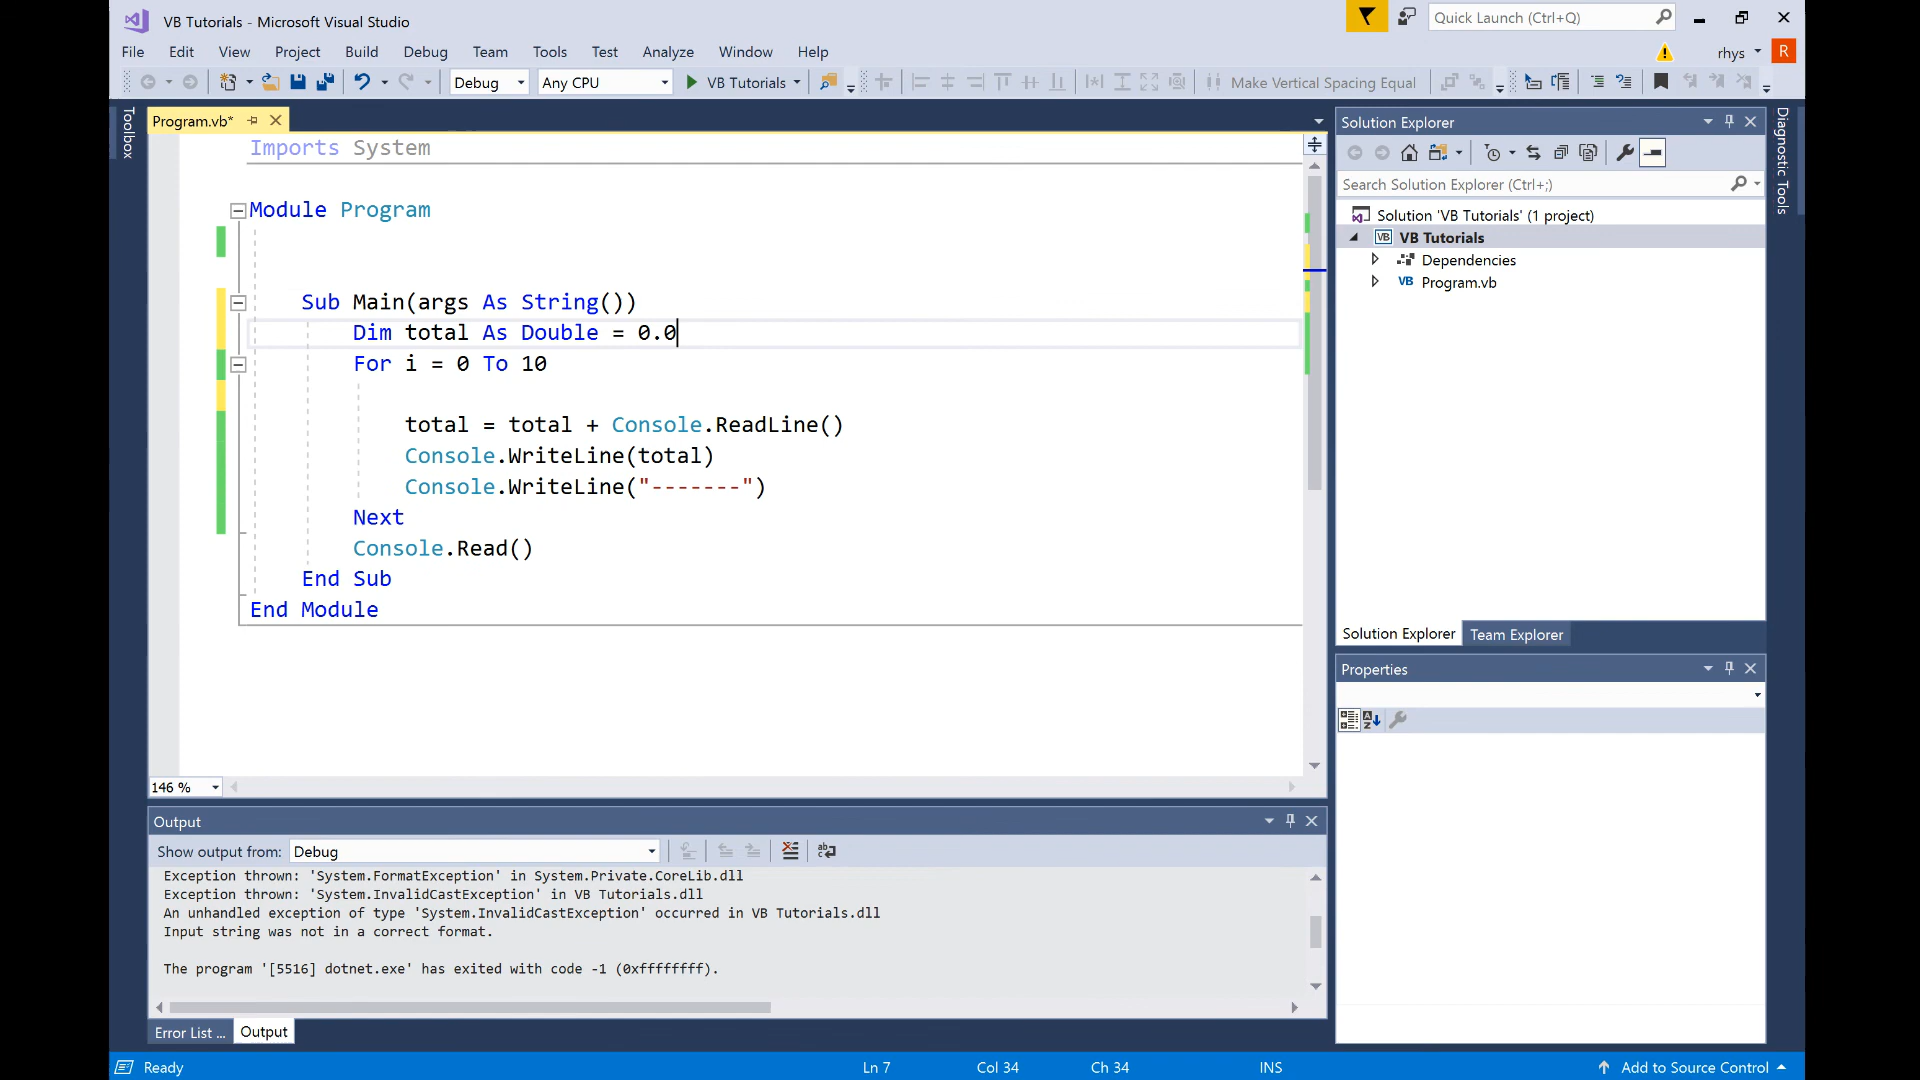 VB Tutorials - Microsoft Visual Studio
Quick Launch (Ctrl+Q)
File Edit View Project Build Debug Team Tools Test Analyze Window Help
rhys R
Debug Any CPU VB Tutorials Make Vertical Spacing Equal
Toolbox
Program.vb*
Imports System
Module Program
Sub Main(args As String())
Dim total As Double = 0.0
For i = 0 To 10
total = total + Console.ReadLine()
Console.WriteLine(total)
Console.WriteLine("-------")
Next
Console.Read()
End Sub
End Module
146 %
Solution Explorer
Search Solution Explorer (Ctrl+;)
Solution 'VB Tutorials' (1 project)
VB VB Tutorials
Dependencies
VB Program.vb
Solution Explorer Team Explorer
Properties
Diagnostic Tools
Output
Show output from: Debug
Exception thrown: 'System.FormatException' in System.Private.CoreLib.dll
Exception thrown: 'System.InvalidCastException' in VB Tutorials.dll
An unhandled exception of type 'System.InvalidCastException' occurred in VB Tutorials.dll
Input string was not in a correct format.
The program '[5516] dotnet.exe' has exited with code -1 (0xffffffff).
Error List ... Output
Ready Ln 7 Col 34 Ch 34 INS Add to Source Control